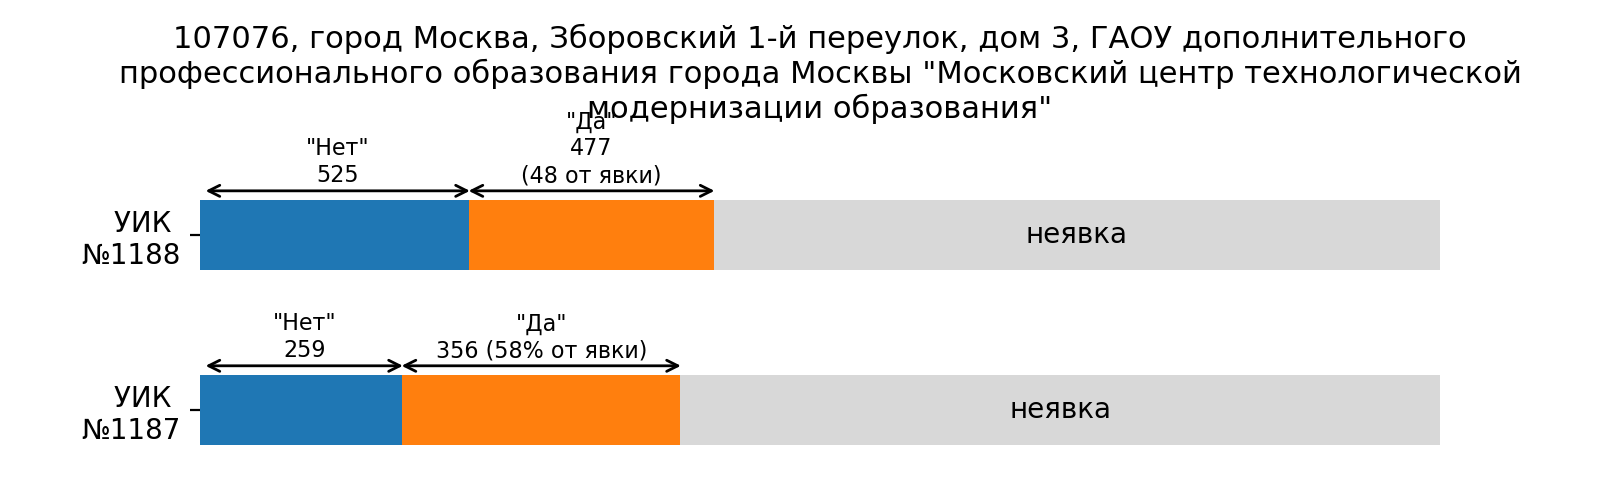 107076, город Москва, Зборовский 1-й переулок, дом 3, ГАОУ дополнительного
профессионального образования города Москвы "Московский центр технологической
модернизации образования"
"Нет"
525
"Да"
477
(48 от явки)
УИК
№1188
неявка
"Нет"
259
"Да"
356 (58% от явки)
УИК
№1187
неявка